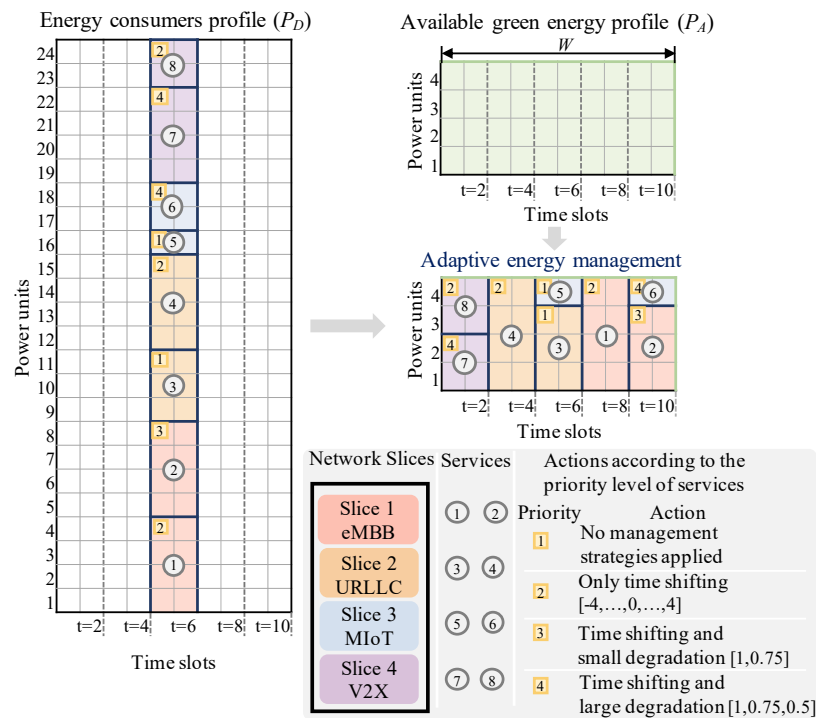 Energy consumers profile (P_D)
24
23
22
21
20
19
18
17
16
15
14
13
12
11
10
9
8
7
6
5
4
3
2
1
Power units
2
8
4
7
4
6
1
5
2
4
1
3
3
2
2
1
t=2
t=4
t=6
t=8
t=10
Time slots
Available green energy profile (P_A)
W
4
3
2
1
Power units
t=2
t=4
t=6
t=8
t=10
Time slots
Adaptive energy management
4
3
2
1
Power units
2
8
4
7
2
4
1
5
1
3
2
1
4
6
3
2
t=2
t=4
t=6
t=8
t=10
Time slots
Network Slices
Slice 1
eMBB
Slice 2
URLLC
Slice 3
MIoT
Slice 4
V2X
Services
1 2
3 4
5 6
7 8
Actions according to the
priority level of services
Priority Action
1
No management
strategies applied
2
Only time shifting
[-4,…,0,…,4]
3
Time shifting and
small degradation [1,0.75]
4
Time shifting and
large degradation [1,0.75,0.5]